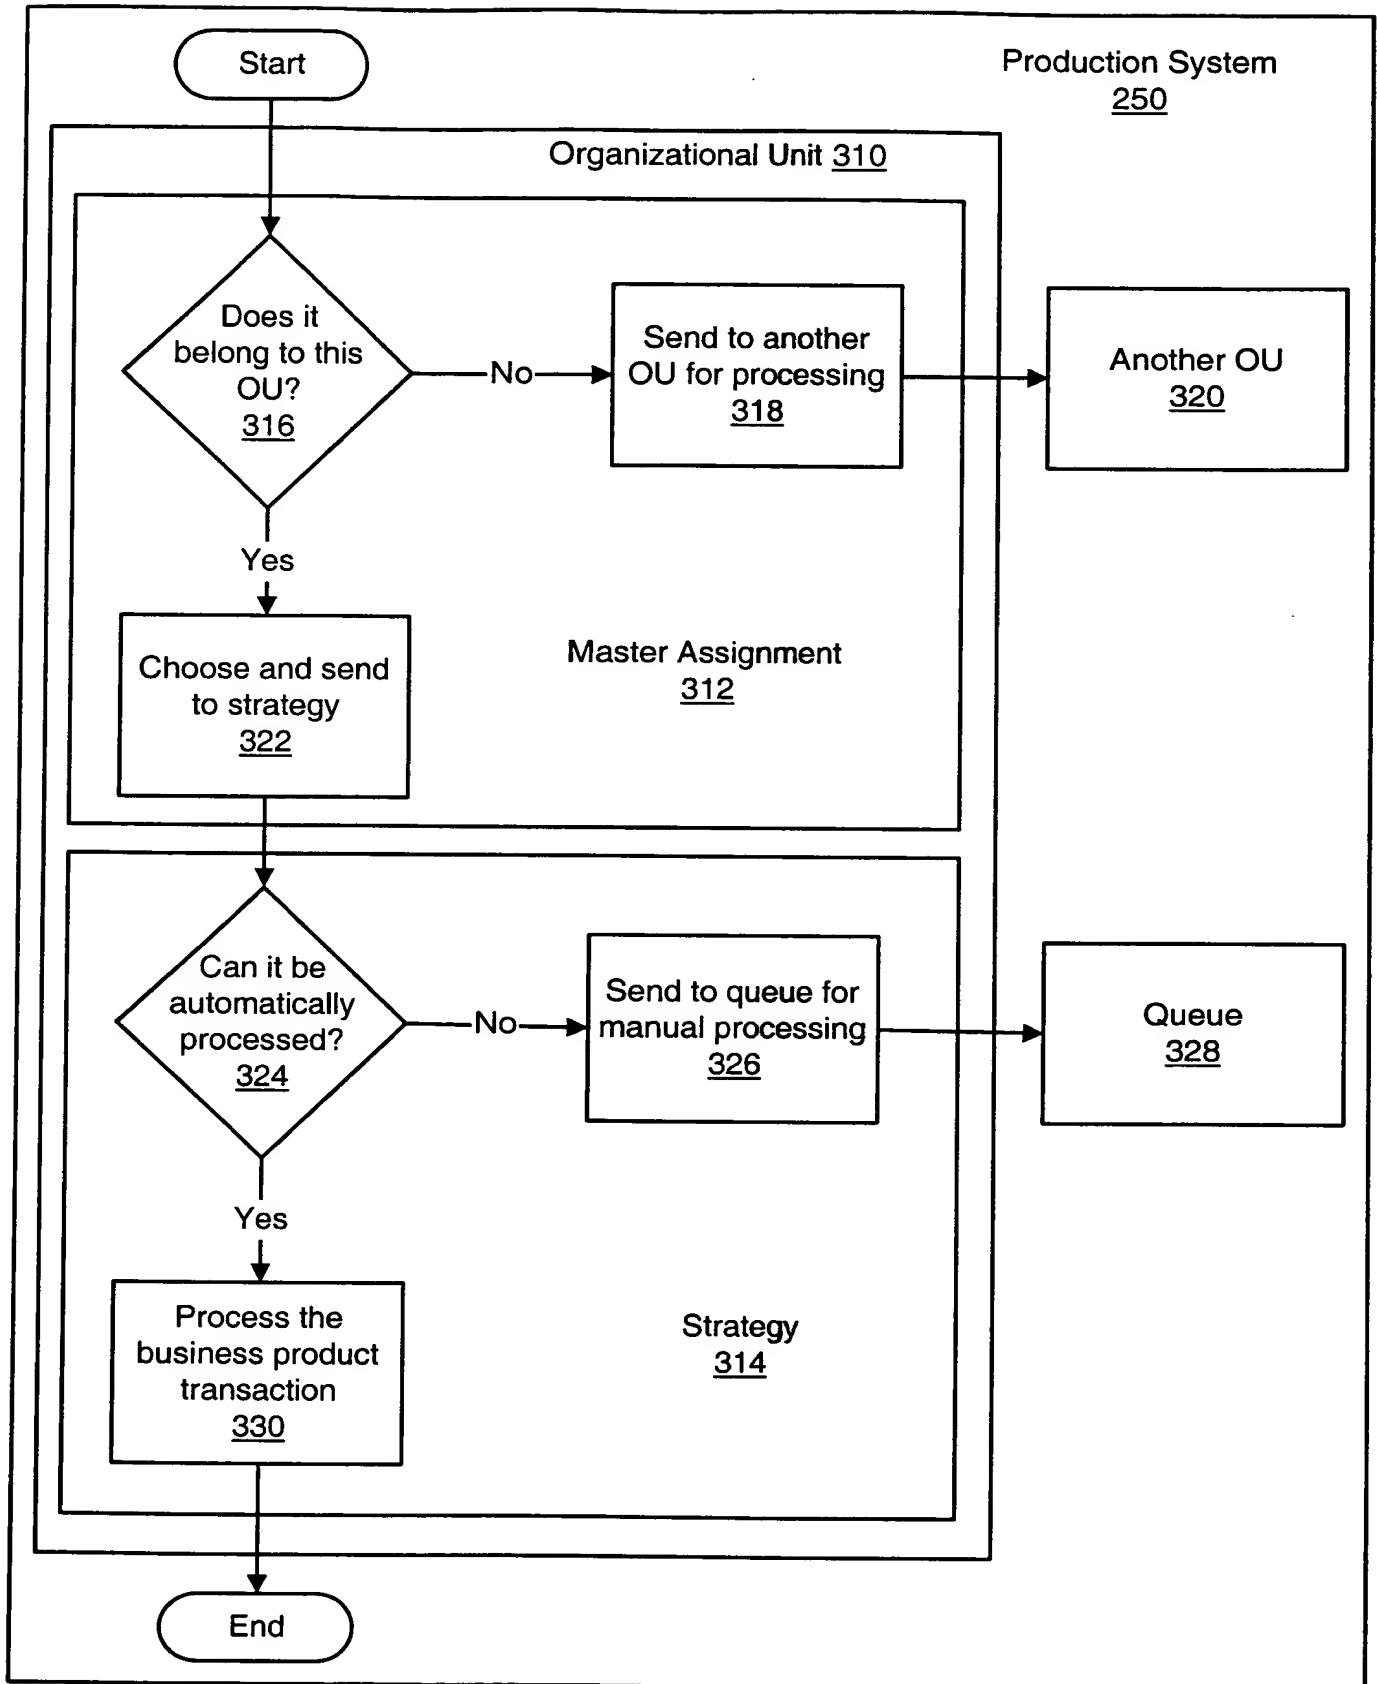 Start
Production System
250
Organizational Unit 310
Does it
belong to this
OU?
316
No
Send to another
OU for processing
318
Another OU
320
Yes
Choose and send
to strategy
322
Master Assignment
312
Can it be
automatically
processed?
324
No
Send to queue for
manual processing
326
Queue
328
Yes
Process the
business product
transaction
330
Strategy
314
End